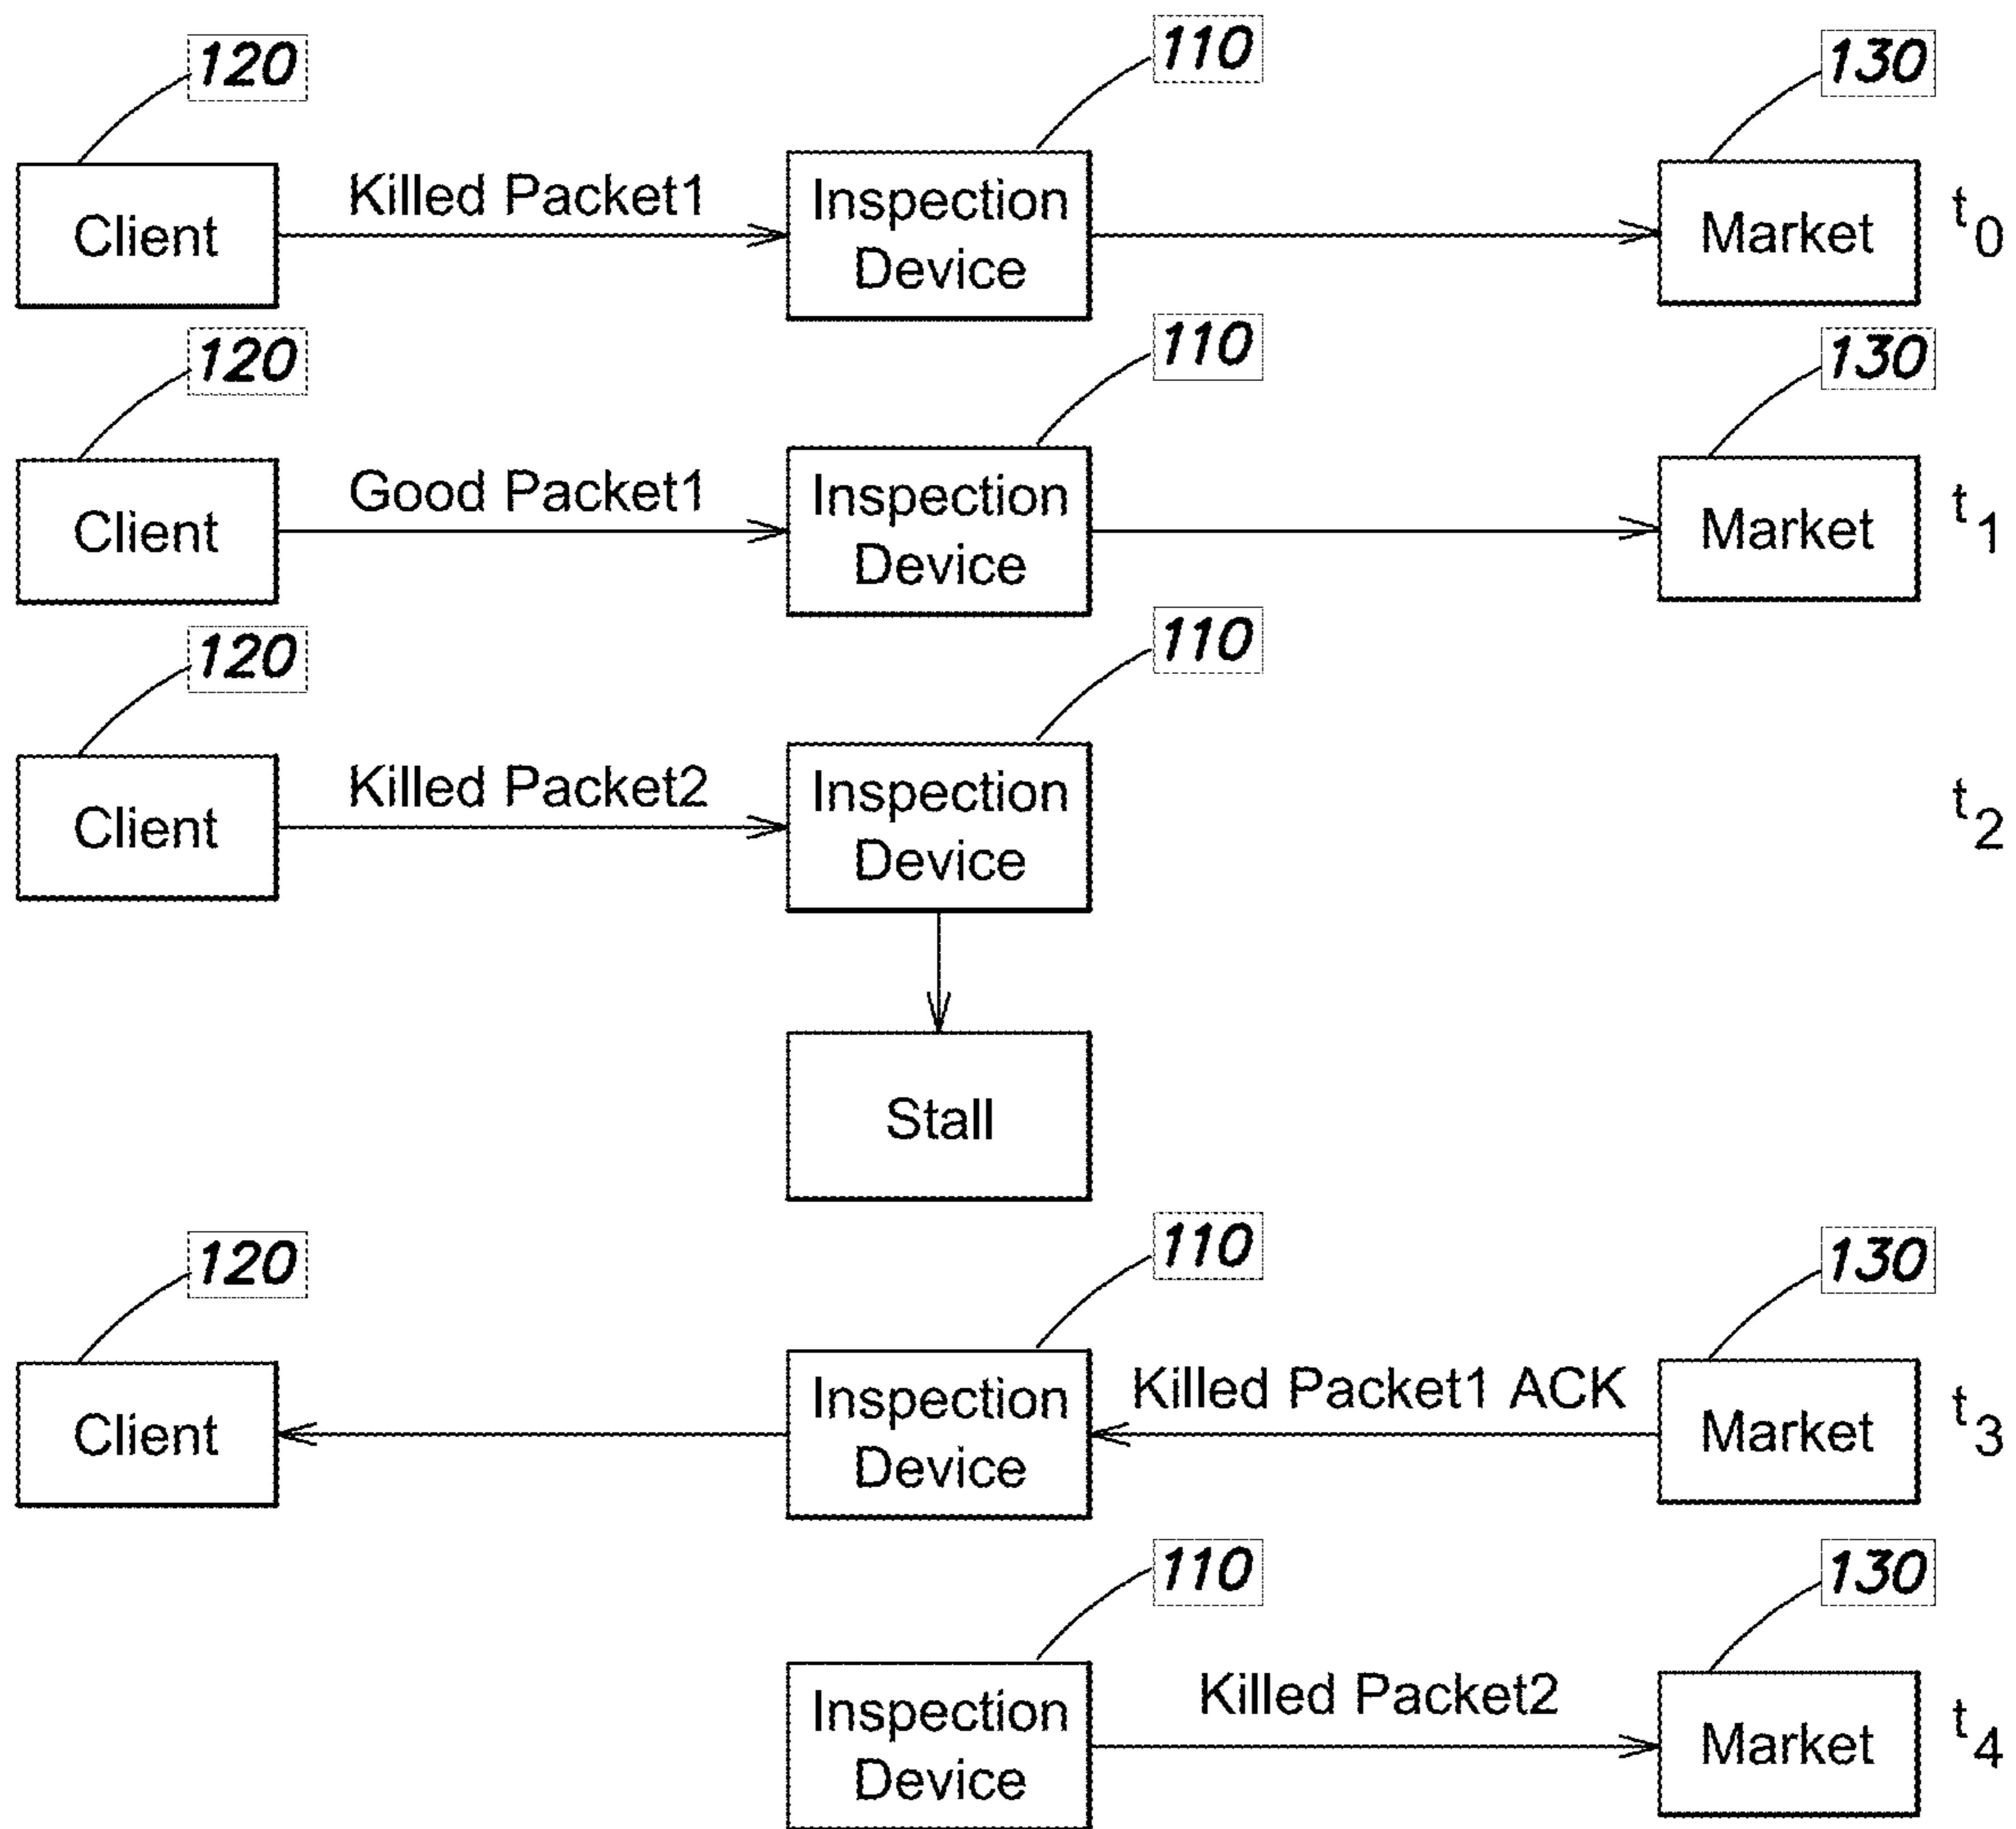 120
110
130
Client
Killed Packet1
Inspection
Device
Market
t0
120
110
130
Client
Good Packet1
Inspection
Device
Market
t1
120
110
Client
Killed Packet2
Inspection
Device
t2
Stall
120
110
130
Client
Inspection
Device
Killed Packet1 ACK
Market
t3
110
130
Inspection
Device
Killed Packet2
Market
t4